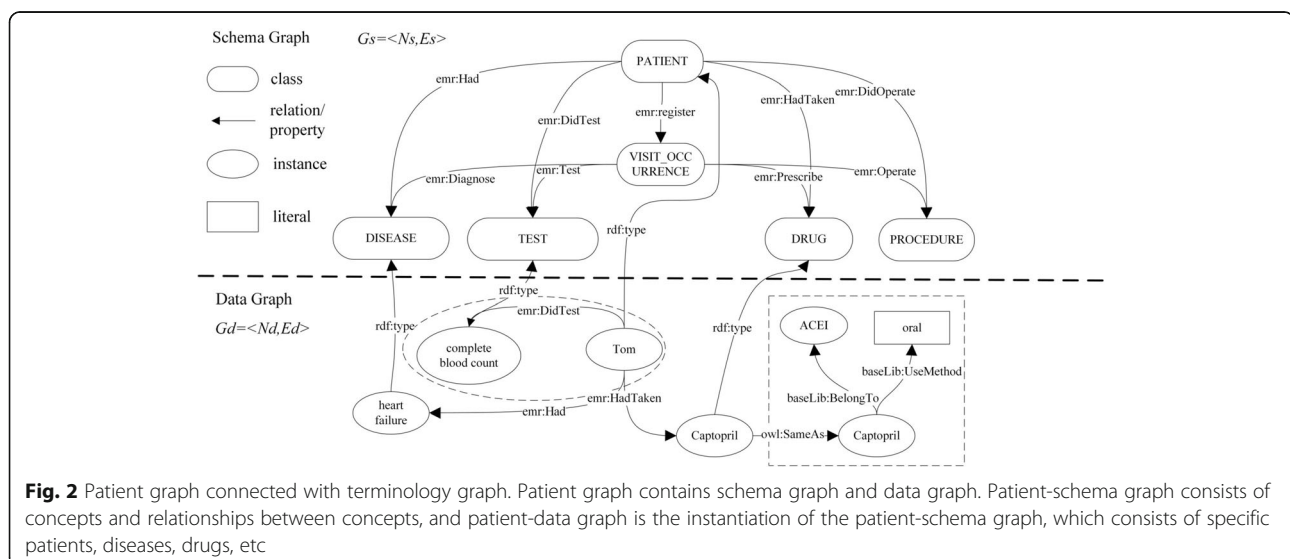 Schema Graph
Gs=<Ns,Es>
class
relation/
property
instance
literal
PATIENT
emr:Had
emr:DidTest
emr:register
emr:HadTaken
emr:DidOperate
VISIT_OCC
URRENCE
emr:Diagnose
emr:Test
emr:Prescribe
emr:Operate
rdf:type
DISEASE
TEST
DRUG
PROCEDURE
Data Graph
Gd=<Nd,Ed>
rdf:type
rdf:type
emr:DidTest
complete
blood count
Tom
rdf:type
ACEI
oral
baseLib:UseMethod
baseLib:BelongTo
heart
failure
emr:Had
emr:HadTaken
Captopril
owl:SameAs
Captopril
Fig. 2 Patient graph connected with terminology graph. Patient graph contains schema graph and data graph. Patient-schema graph consists of
concepts and relationships between concepts, and patient-data graph is the instantiation of the patient-schema graph, which consists of specific
patients, diseases, drugs, etc